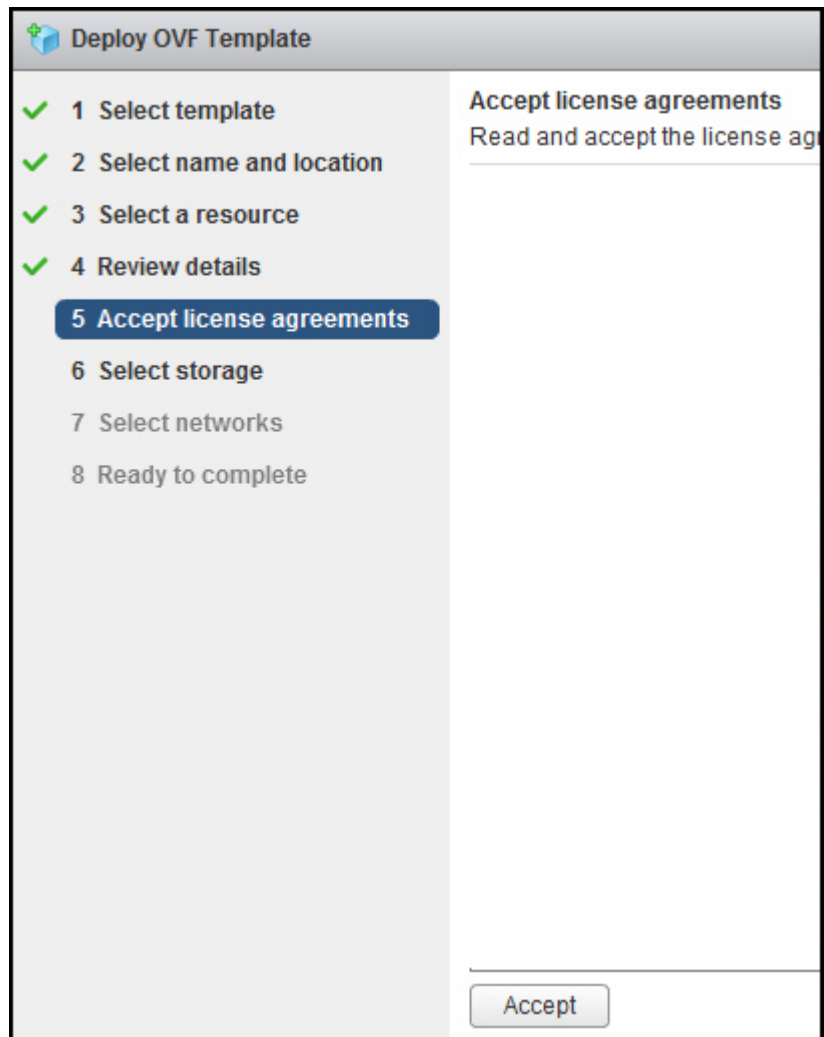 Deploy OVF Template
1 Select template
2 Select name and location
3 Select a resource
4 Review details
5 Accept license agreements
6 Select storage
7 Select networks
8 Ready to complete
Accept license agreements
Read and accept the license
Accept